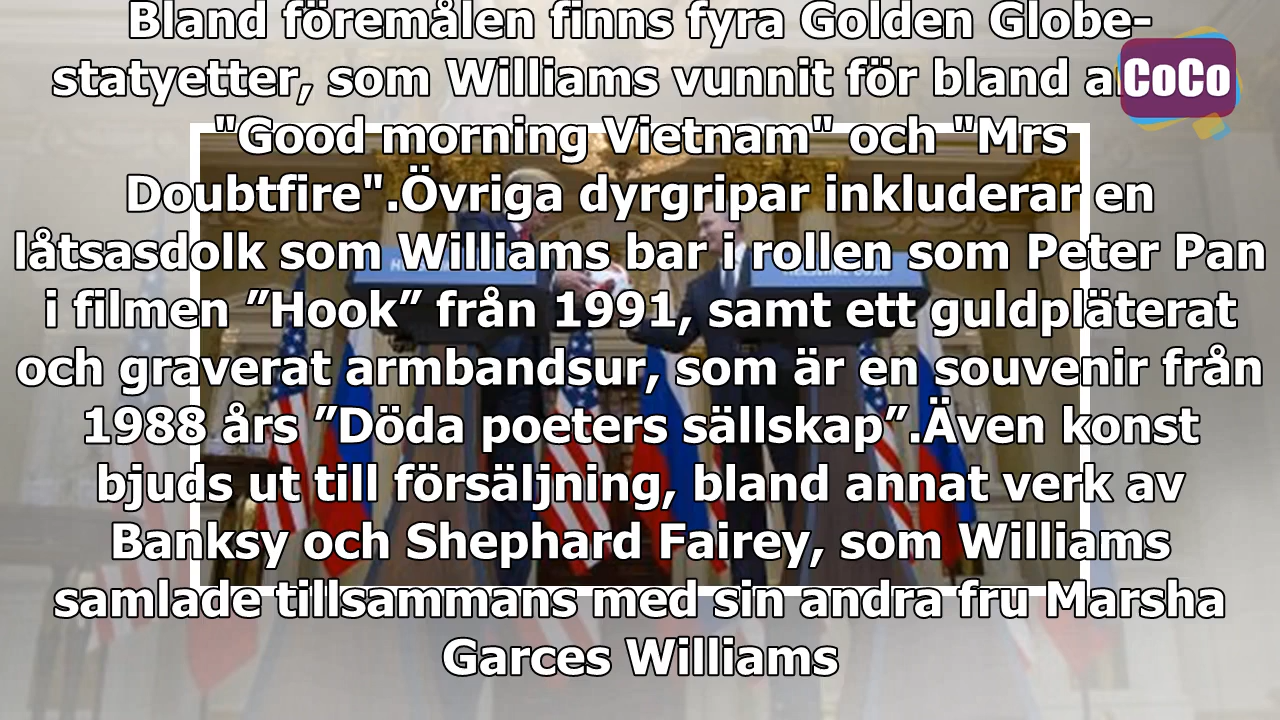 Bland föremålen finns fyra Golden Globe-
statyetter, som Williams vunnit för bland
"Good morning Vietnam" och "Mrs
Doubtfire".Övriga dyrgripar inkluderar en
låtsasdolk som Williams bar i rollen som Peter Pan
i filmen ”Hook” från 1991, samt ett guldpläterat
och graverat armbandsur, som är en souvenir från
1988 års ”Döda poeters sällskap”.Även konst
bjuds ut till försäljning, bland annat verk av
Banksy och Shephard Fairey, som Williams
samlade tillsammans med sin andra fru Marsha
Garces Williams
CoCo